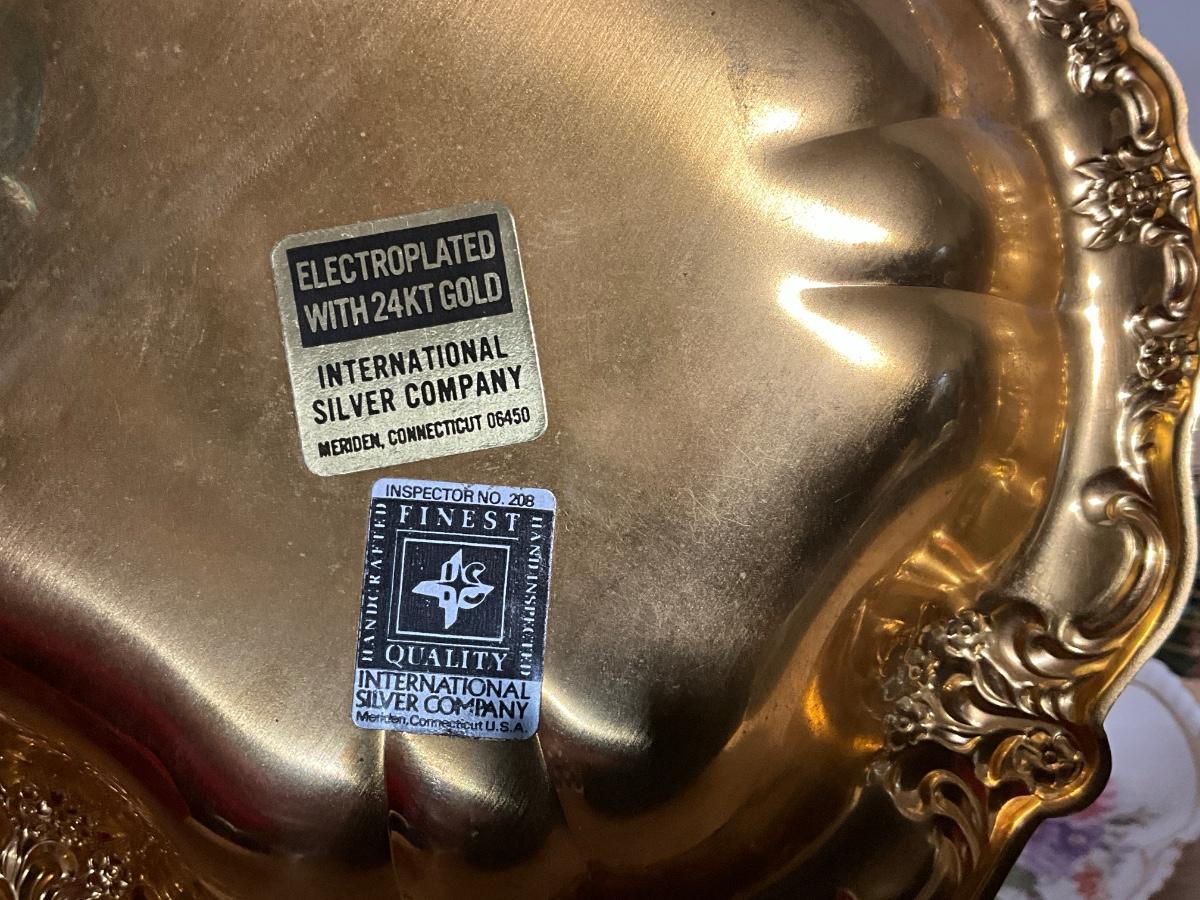 ELECTROPLATED
WITH 24KT GOLD
INTERNATIONAL
SILVER COMPANY
MERIDEN, CONNECTICUT 06450
INSPECTOR NO. 208
FINEST
HANDCRAFTED
HAND INSPECTED
QUALITY
INTERNATIONAL
SILVER COMPANY
Meriden, Connecticut U.S.A.